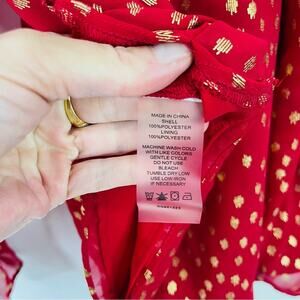 MADE IN CHINA
SHELL
100%POLYESTER
LINING
100%POLYESTER
MACHINE WASH COLD
WITH LIKE COLORS
GENTLE CYCLE
DO NOT USE
BLEACH
TUMBLE DRY LOW
USE LOW IRON
IF NEEDED